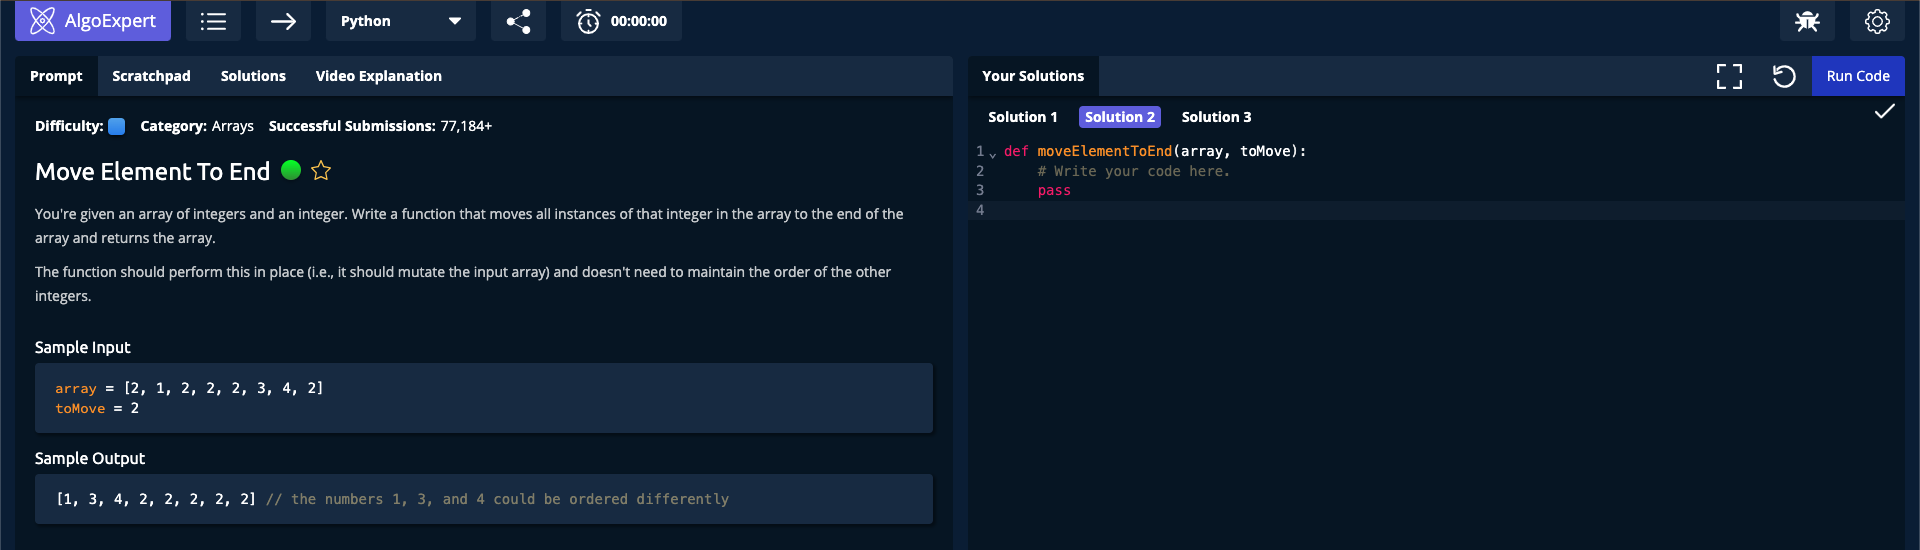 AlgoExpert
Python
00:00:00
Prompt Scratchpad Solutions Video Explanation
Difficulty: Category: Arrays Successful Submissions: 77,184+
Move Element To End
You're given an array of integers and an integer. Write a function that moves all instances of that integer in the array to the end of the
array and returns the array.
The function should perform this in place (i.e., it should mutate the input array) and doesn't need to maintain the order of the other
integers.
Sample Input
array = [2, 1, 2, 2, 2, 3, 4, 2]
toMove = 2
Sample Output
[1, 3, 4, 2, 2, 2, 2, 2] // the numbers 1, 3, and 4 could be ordered differently
Your Solutions
Run Code
Solution 1 Solution 2 Solution 3
1 def moveElementToEnd(array, toMove):
2     # Write your code here.
3     pass
4